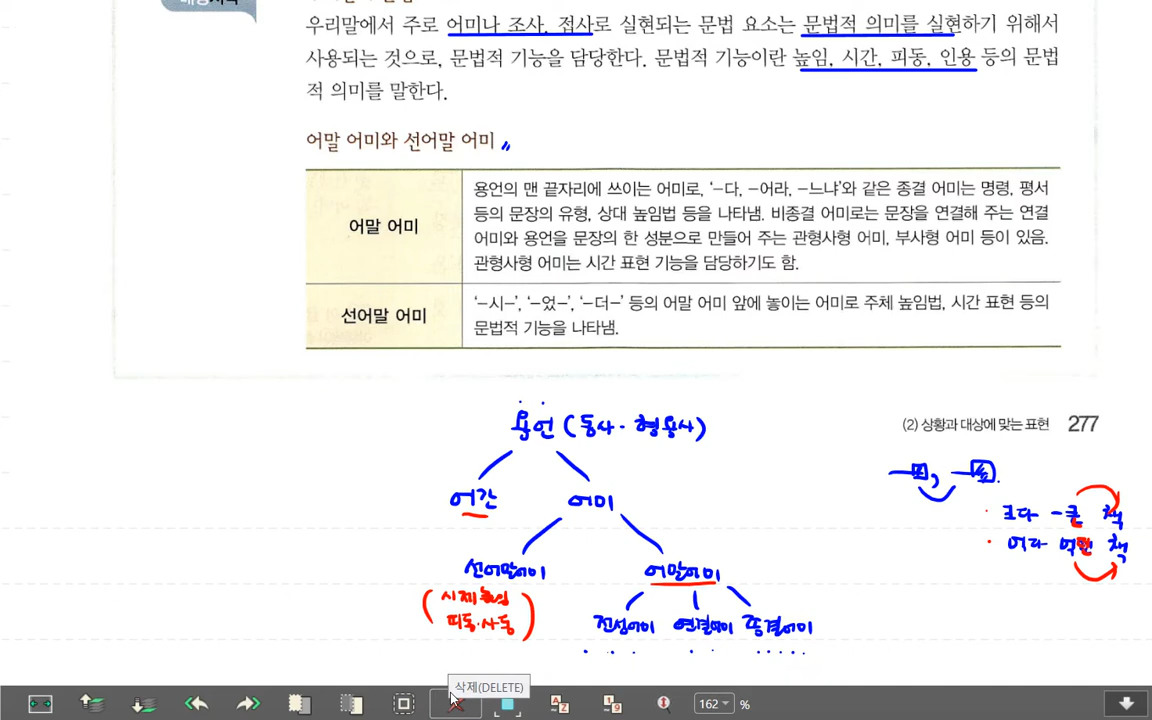 우리말에서 주로 어미나 조사, 접사로 실현되는 문법 요소는 문법적 의미를 실현하기 위해서
사용되는 것으로, 문법적 기능을 담당한다. 문법적 기능이란 높임, 시간, 피동, 인용 등의 문법
적 의미를 말한다.
어말 어미와 선어말 어미
어말 어미
용언의 맨 끝자리에 쓰이는 어미로, '-다, -어라, -느냐'와 같은 종결 어미는 명령, 평서
등의 문장의 유형, 상대 높임법 등을 나타냄. 비종결 어미로는 문장을 연결해 주는 연결
어미와 용언을 문장의 한 성분으로 만들어 주는 관형사형 어미, 부사형 어미 등이 있음.
관형사형 어미는 시간 표현 기능을 담당하기도 함.
선어말 어미
'-시-', '-었-', '-더-' 등의 어말 어미 앞에 놓이는 어미로 주체 높임법, 시간 표현 등의
문법적 기능을 나타냄.
(2) 상황과 대상에 맞는 표현 277
용언 (동사·형용사)
어간 어미
크다 - 큰 책
책
선어말어미 어말어미
(시제 높임
피동·사동)
전성어미 연결어미 종결어미
삭제(DELETE)
162 %